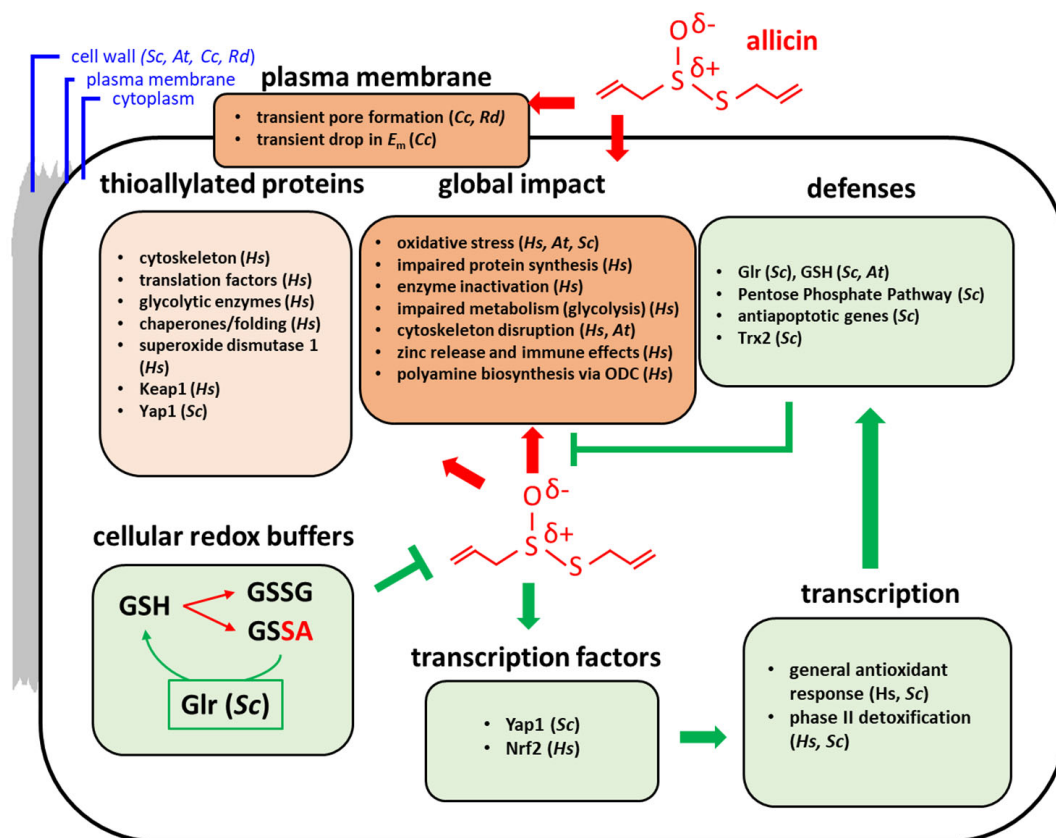 cell wall (Sc, At, Cc, Rd)
plasma membrane
cytoplasm
plasma membrane
• transient pore formation (Cc, Rd)
• transient drop in Em (Cc)
O δ-
δ+
S
S
allicin
thioallylated proteins
• cytoskeleton (Hs)
• translation factors (Hs)
• glycolytic enzymes (Hs)
• chaperones/folding (Hs)
• superoxide dismutase 1
(Hs)
• Keap1 (Hs)
• Yap1 (Sc)
global impact
• oxidative stress (Hs, At, Sc)
• impaired protein synthesis (Hs)
• enzyme inactivation (Hs)
• impaired metabolism (glycolysis) (Hs)
• cytoskeleton disruption (Hs, At)
• zinc release and immune effects (Hs)
• polyamine biosynthesis via ODC (Hs)
defenses
• Glr (Sc), GSH (Sc, At)
• Pentose Phosphate Pathway (Sc)
• antiapoptotic genes (Sc)
• Trx2 (Sc)
O δ-
δ+
S
S
cellular redox buffers
GSH
GSSG
GSSA
Glr (Sc)
transcription factors
• Yap1 (Sc)
• Nrf2 (Hs)
transcription
• general antioxidant
response (Hs, Sc)
• phase II detoxification
(Hs, Sc)